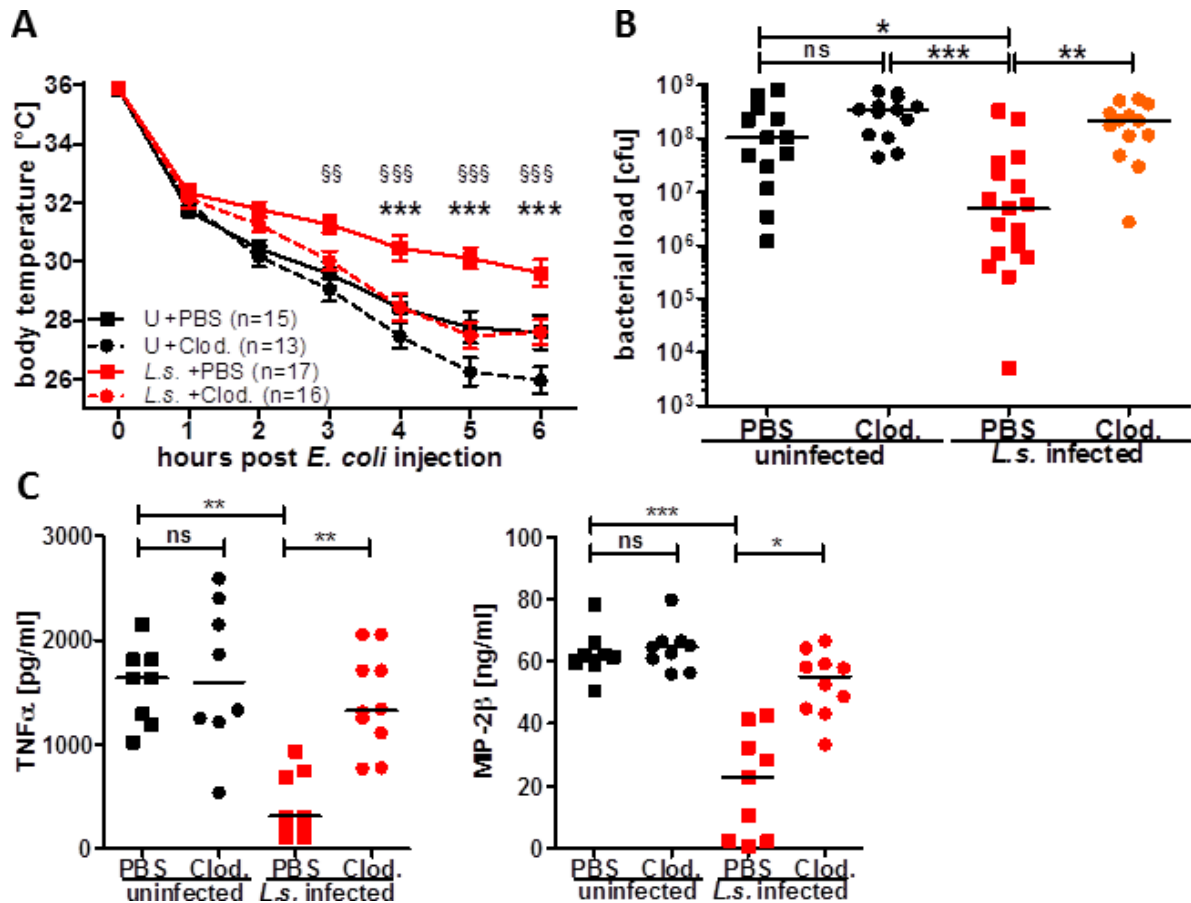 A
body temperature [°C]
36
34
32
30
28
26
§§ §§§ §§§ §§§
*** *** ***
U+PBS (n=15)
U+Clod. (n=13)
L.s. +PBS (n=17)
L.s. +Clod. (n=16)
0 1 2 3 4 5 6
hours post E. coli injection
B
*
ns *** **
bacterial load [cfu]
10⁹
10⁸
10⁷
10⁶
10⁵
10⁴
10³
PBS Clod. PBS Clod.
uninfected L.s. infected
C
**
ns **
TNFα [pg/ml]
3000
2000
1000
0
PBS Clod. PBS Clod.
uninfected L.s. infected
***
ns *
MP-2β [ng/ml]
100
80
60
40
20
0
PBS Clod. PBS Clod.
uninfected L.s. infected